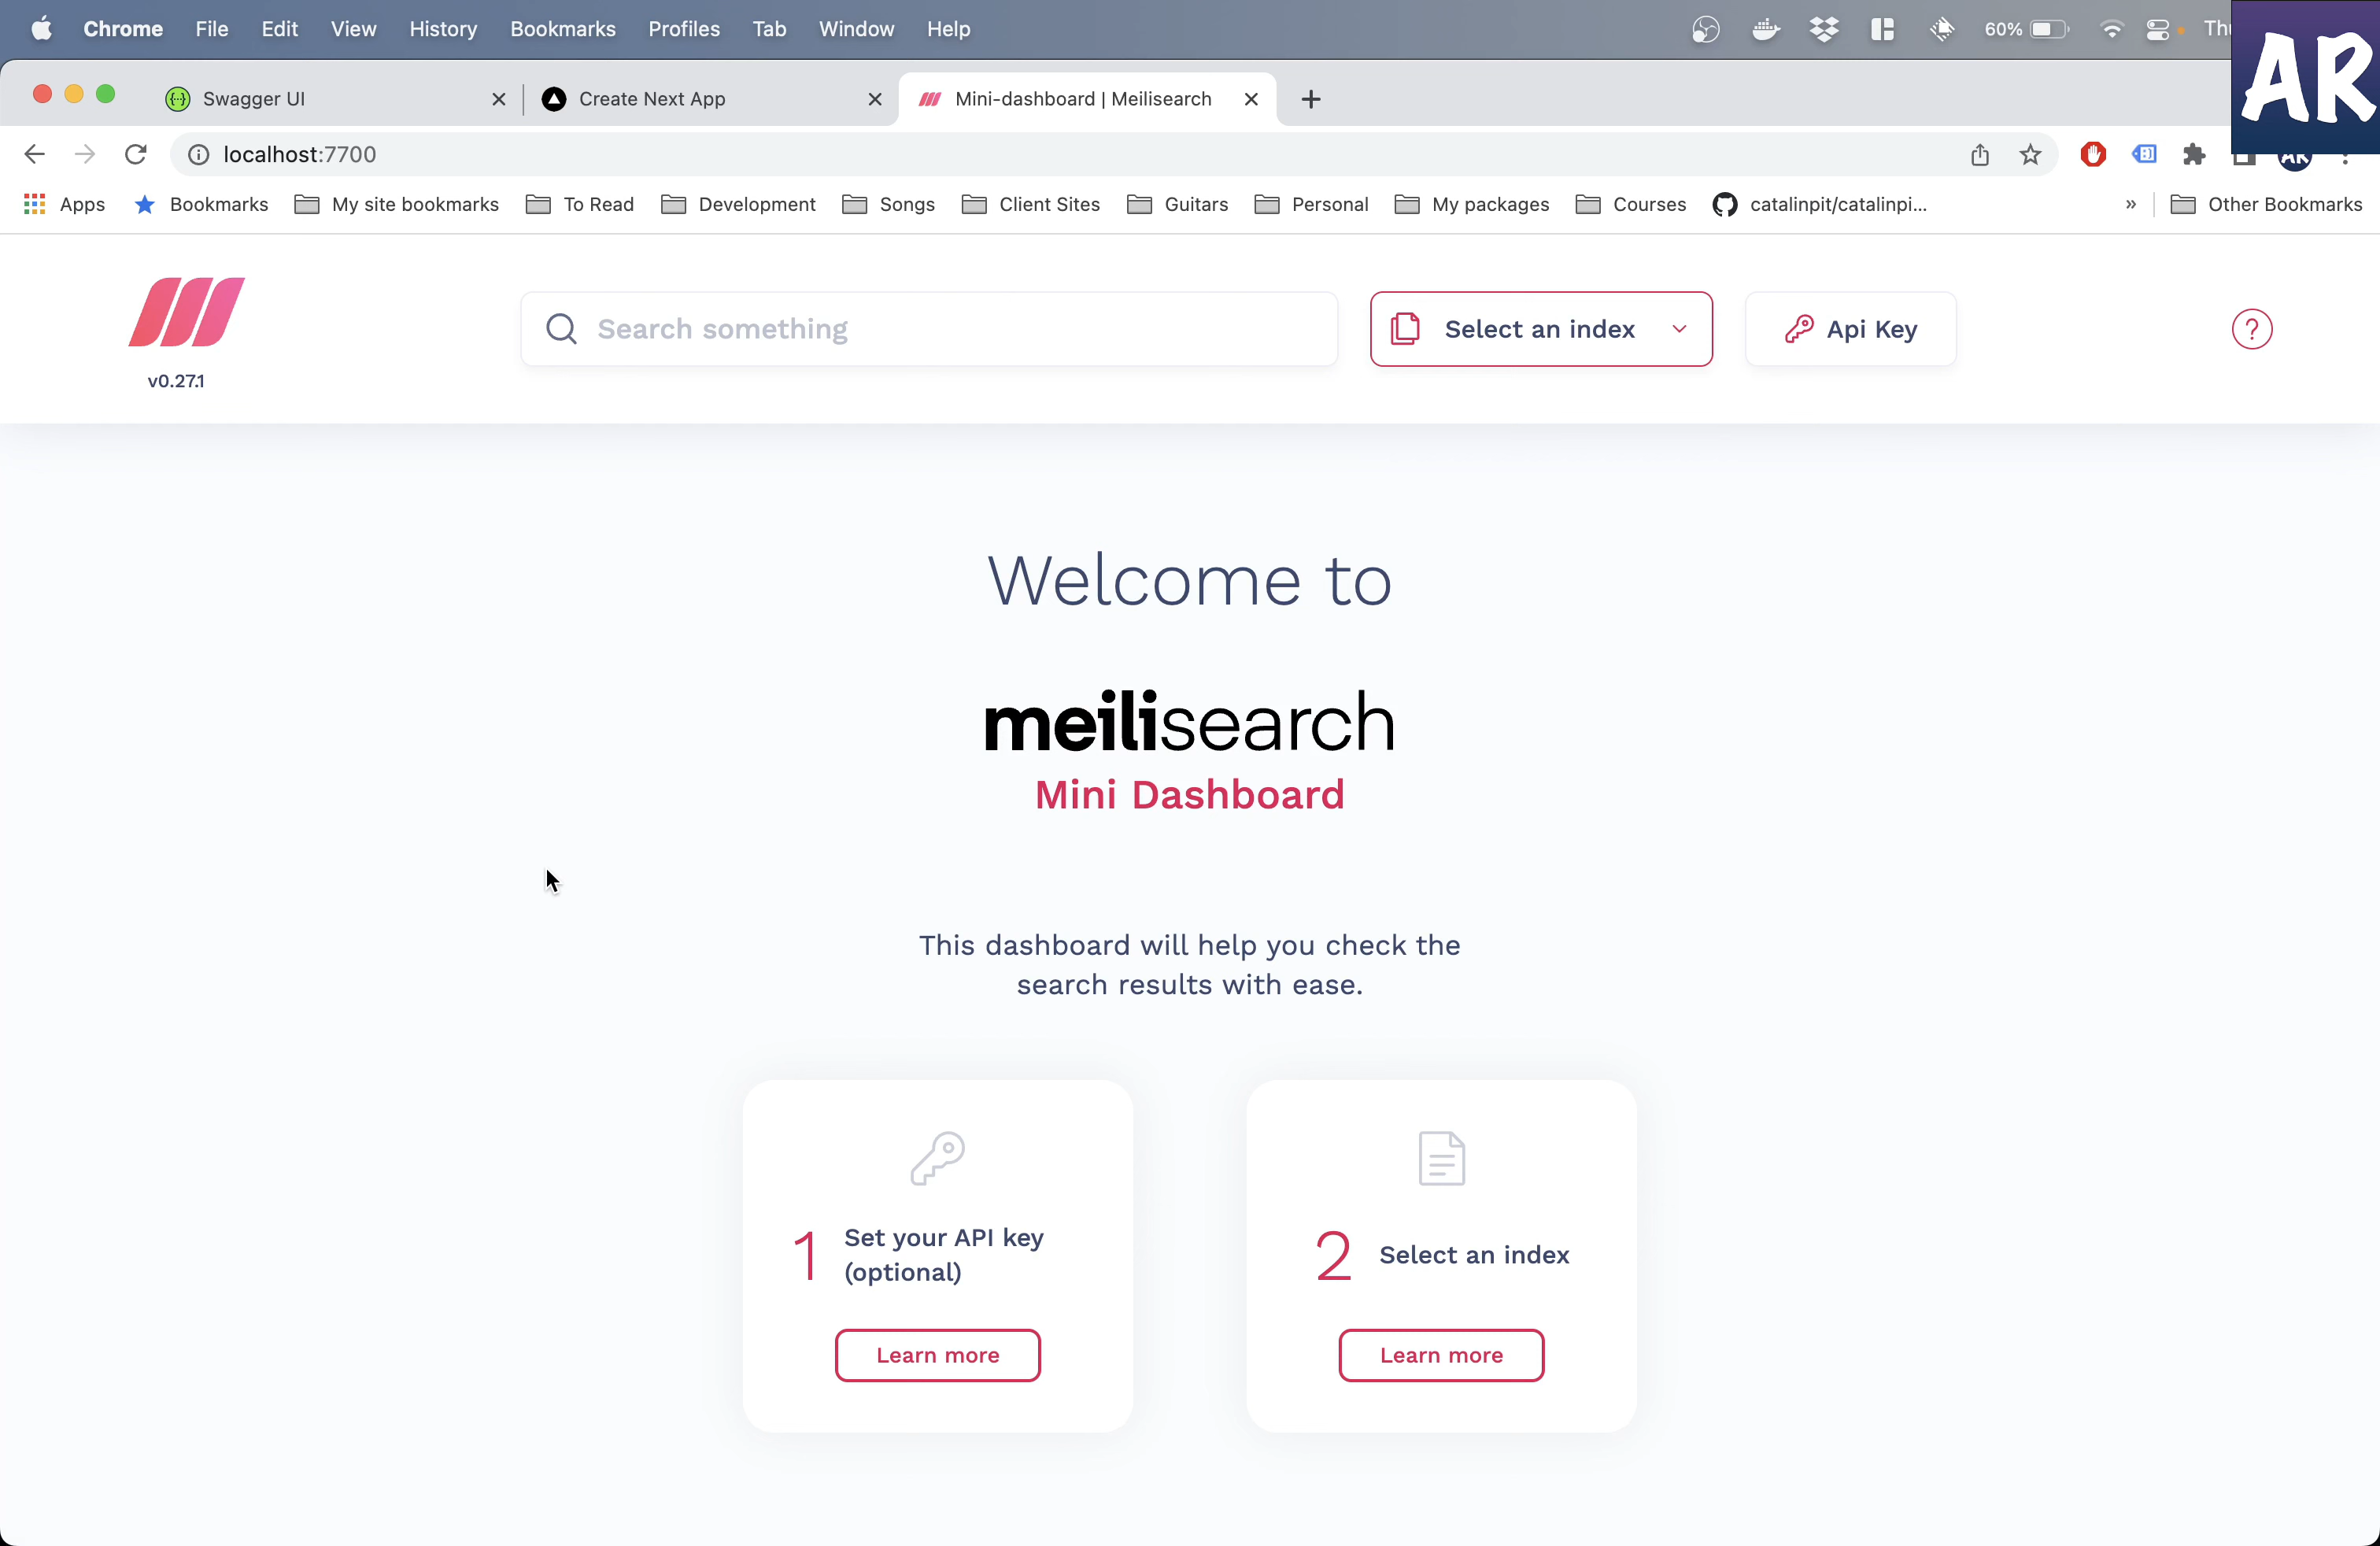 Chrome File Edit View History Bookmarks Profiles Tab Window Help 60%
AR
Swagger UI Create Next App Mini-dashboard | Meilisearch
localhost:7700
Apps Bookmarks My site bookmarks To Read Development Songs Client Sites Guitars Personal My packages Courses catalinpit/catalinpi... » Other Bookmarks
v0.27.1
Search something
Select an index
Api Key
?
Welcome to
meilisearch
Mini Dashboard
This dashboard will help you check the
search results with ease.
1 Set your API key
(optional)
Learn more
2 Select an index
Learn more